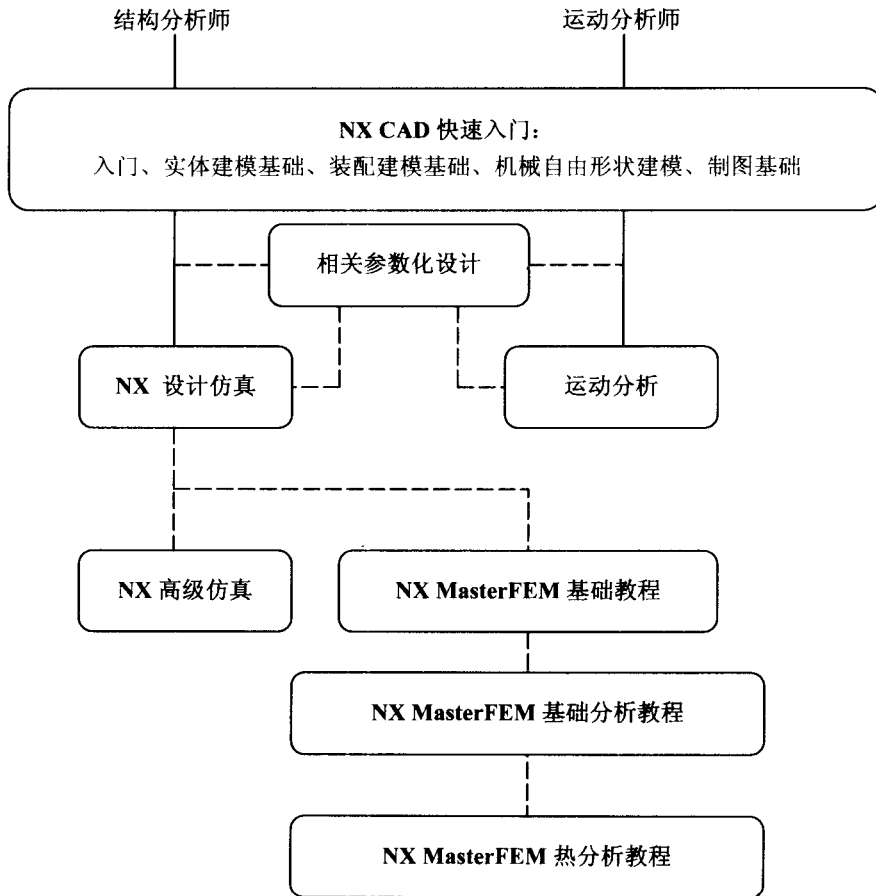 结构分析师
运动分析师
NX CAD 快速入门：
入门、实体建模基础、装配建模基础、机械自由形状建模、制图基础
相关参数化设计
NX 设计仿真
运动分析
NX 高级仿真
NX MasterFEM 基础教程
NX MasterFEM 基础分析教程
NX MasterFEM 热分析教程